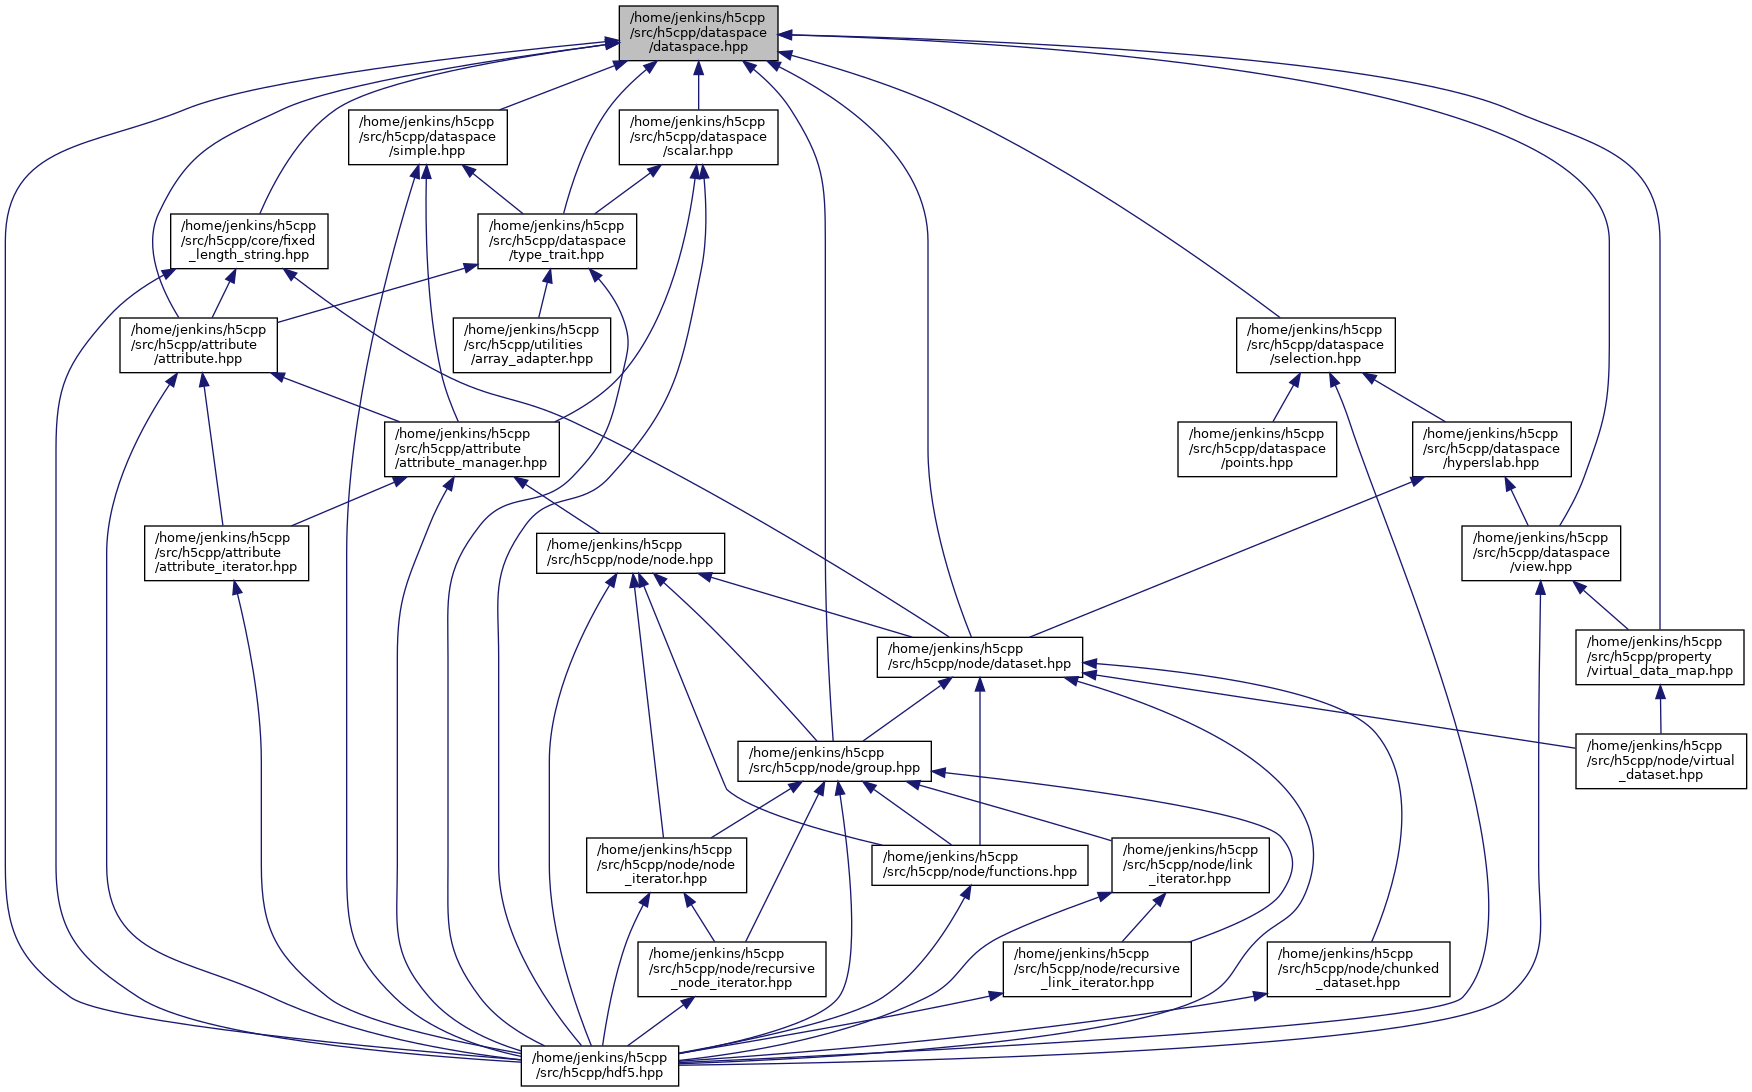 /home/jenkins/h5cpp
/src/h5cpp/dataspace
/dataspace.hpp
/home/jenkins/h5cpp
/src/h5cpp/dataspace
/simple.hpp
/home/jenkins/h5cpp
/src/h5cpp/dataspace
/scalar.hpp
/home/jenkins/h5cpp
/src/h5cpp/core/fixed
_length_string.hpp
/home/jenkins/h5cpp
/src/h5cpp/dataspace
/type_trait.hpp
/home/jenkins/h5cpp
/src/h5cpp/attribute
/attribute.hpp
/home/jenkins/h5cpp
/src/h5cpp/utilities
/array_adapter.hpp
/home/jenkins/h5cpp
/src/h5cpp/dataspace
/selection.hpp
/home/jenkins/h5cpp
/src/h5cpp/attribute
/attribute_manager.hpp
/home/jenkins/h5cpp
/src/h5cpp/dataspace
/points.hpp
/home/jenkins/h5cpp
/src/h5cpp/dataspace
/hyperslab.hpp
/home/jenkins/h5cpp
/src/h5cpp/attribute
/attribute_iterator.hpp
/home/jenkins/h5cpp
/src/h5cpp/node/node.hpp
/home/jenkins/h5cpp
/src/h5cpp/dataspace
/view.hpp
/home/jenkins/h5cpp
/src/h5cpp/node/dataset.hpp
/home/jenkins/h5cpp
/src/h5cpp/property
/virtual_data_map.hpp
/home/jenkins/h5cpp
/src/h5cpp/node/group.hpp
/home/jenkins/h5cpp
/src/h5cpp/node/virtual
_dataset.hpp
/home/jenkins/h5cpp
/src/h5cpp/node/node
_iterator.hpp
/home/jenkins/h5cpp
/src/h5cpp/node/functions.hpp
/home/jenkins/h5cpp
/src/h5cpp/node/link
_iterator.hpp
/home/jenkins/h5cpp
/src/h5cpp/node/recursive
_node_iterator.hpp
/home/jenkins/h5cpp
/src/h5cpp/node/recursive
_link_iterator.hpp
/home/jenkins/h5cpp
/src/h5cpp/node/chunked
_dataset.hpp
/home/jenkins/h5cpp
/src/h5cpp/hdf5.hpp